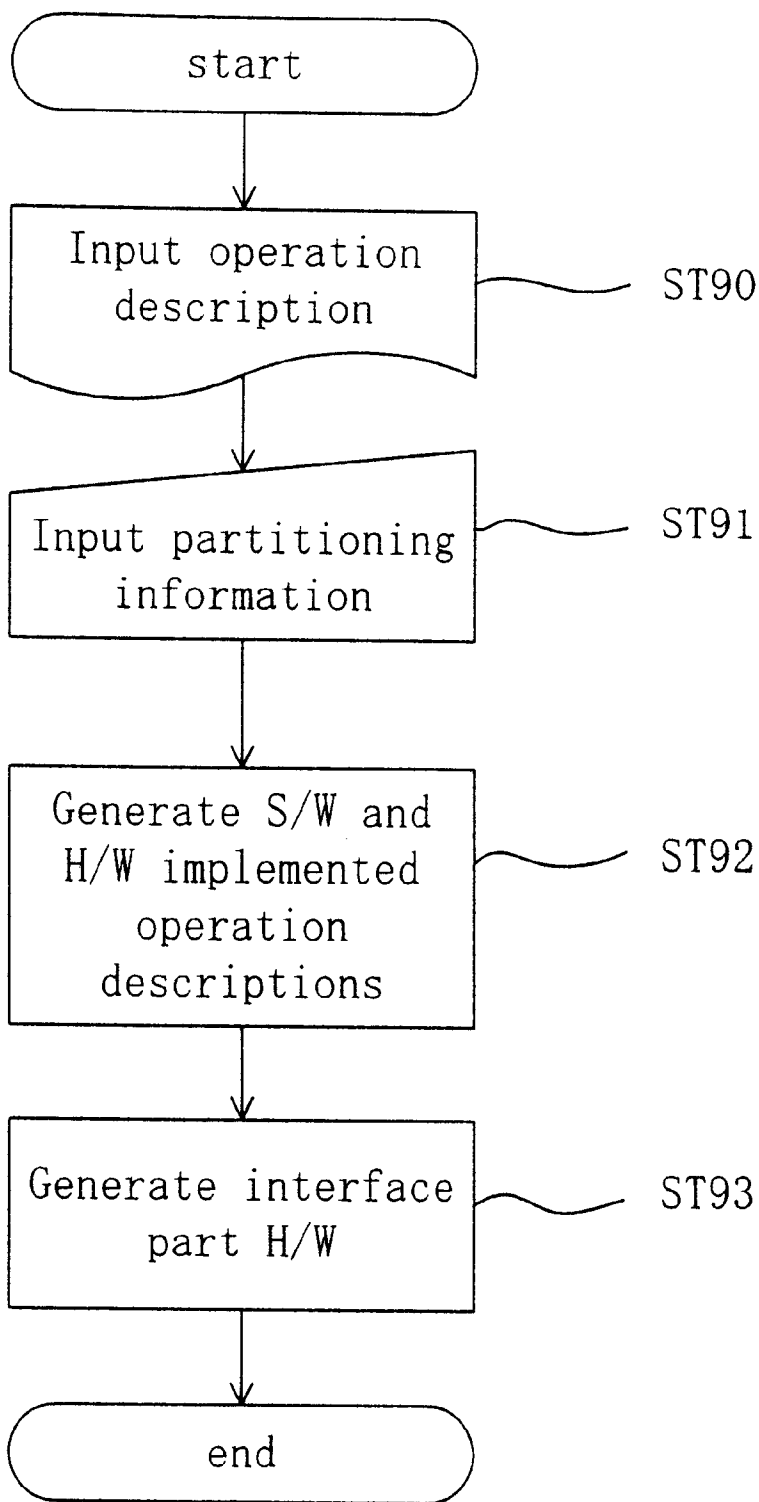 start
Input operation
description
ST90
Input partitioning
information
ST91
Generate S/W and
H/W implemented
operation
descriptions
ST92
Generate interface
part H/W
ST93
end